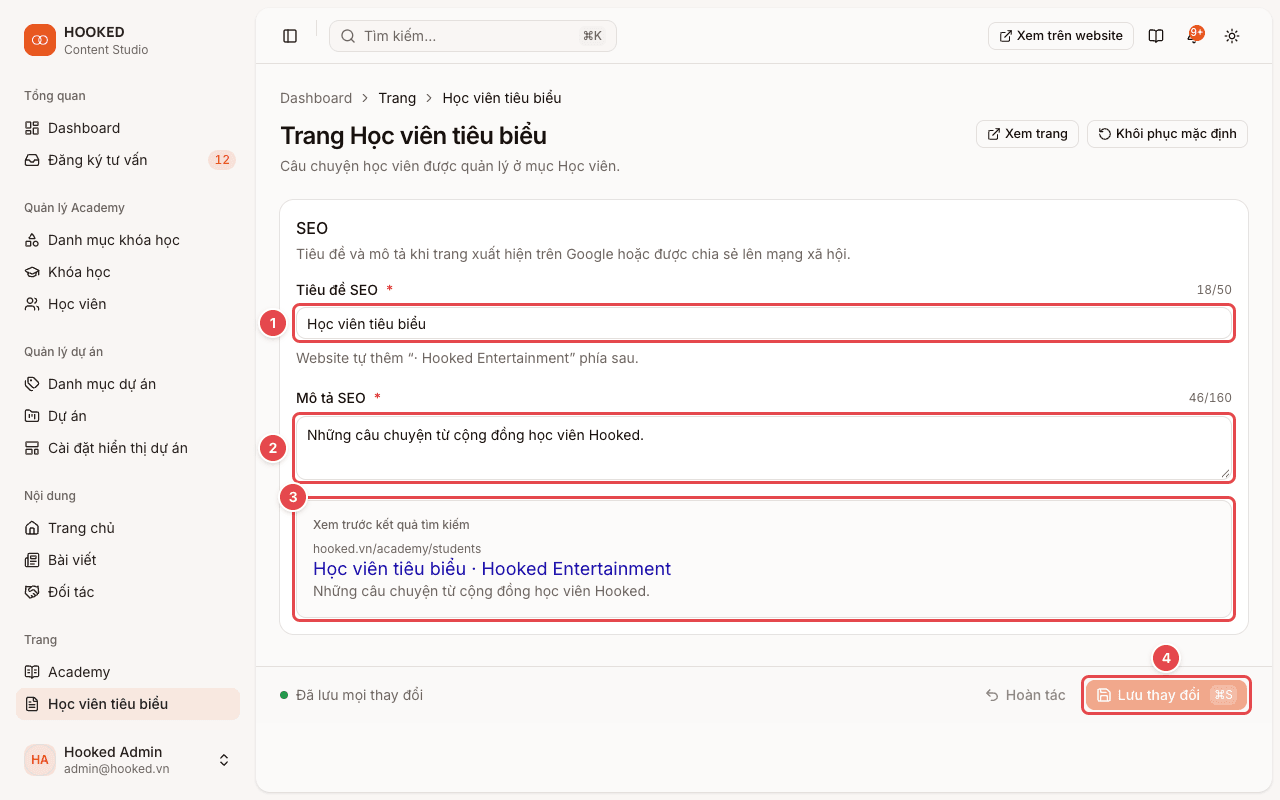 HOOKED
Content Studio
Tổng quan
Dashboard
Đăng ký tư vấn 12
Quản lý Academy
Danh mục khóa học
Khóa học
Học viên
Quản lý dự án
Danh mục dự án
Dự án
Cài đặt hiển thị dự án
Nội dung
Trang chủ
Bài viết
Đối tác
Trang
Academy
Học viên tiêu biểu
HA
Hooked Admin
admin@hooked.vn
Tìm kiếm... ⌘K
Xem trên website
9+
Dashboard > Trang > Học viên tiêu biểu
Trang Học viên tiêu biểu
Xem trang
Khôi phục mặc định
Câu chuyện học viên được quản lý ở mục Học viên.
SEO
Tiêu đề và mô tả khi trang xuất hiện trên Google hoặc được chia sẻ lên mạng xã hội.
Tiêu đề SEO * 18/50
1
Học viên tiêu biểu
Website tự thêm “· Hooked Entertainment” phía sau.
Mô tả SEO * 46/160
2
Những câu chuyện từ cộng đồng học viên Hooked.
3
Xem trước kết quả tìm kiếm
hooked.vn/academy/students
Học viên tiêu biểu · Hooked Entertainment
Những câu chuyện từ cộng đồng học viên Hooked.
4
Đã lưu mọi thay đổi
Hoàn tác
Lưu thay đổi ⌘S